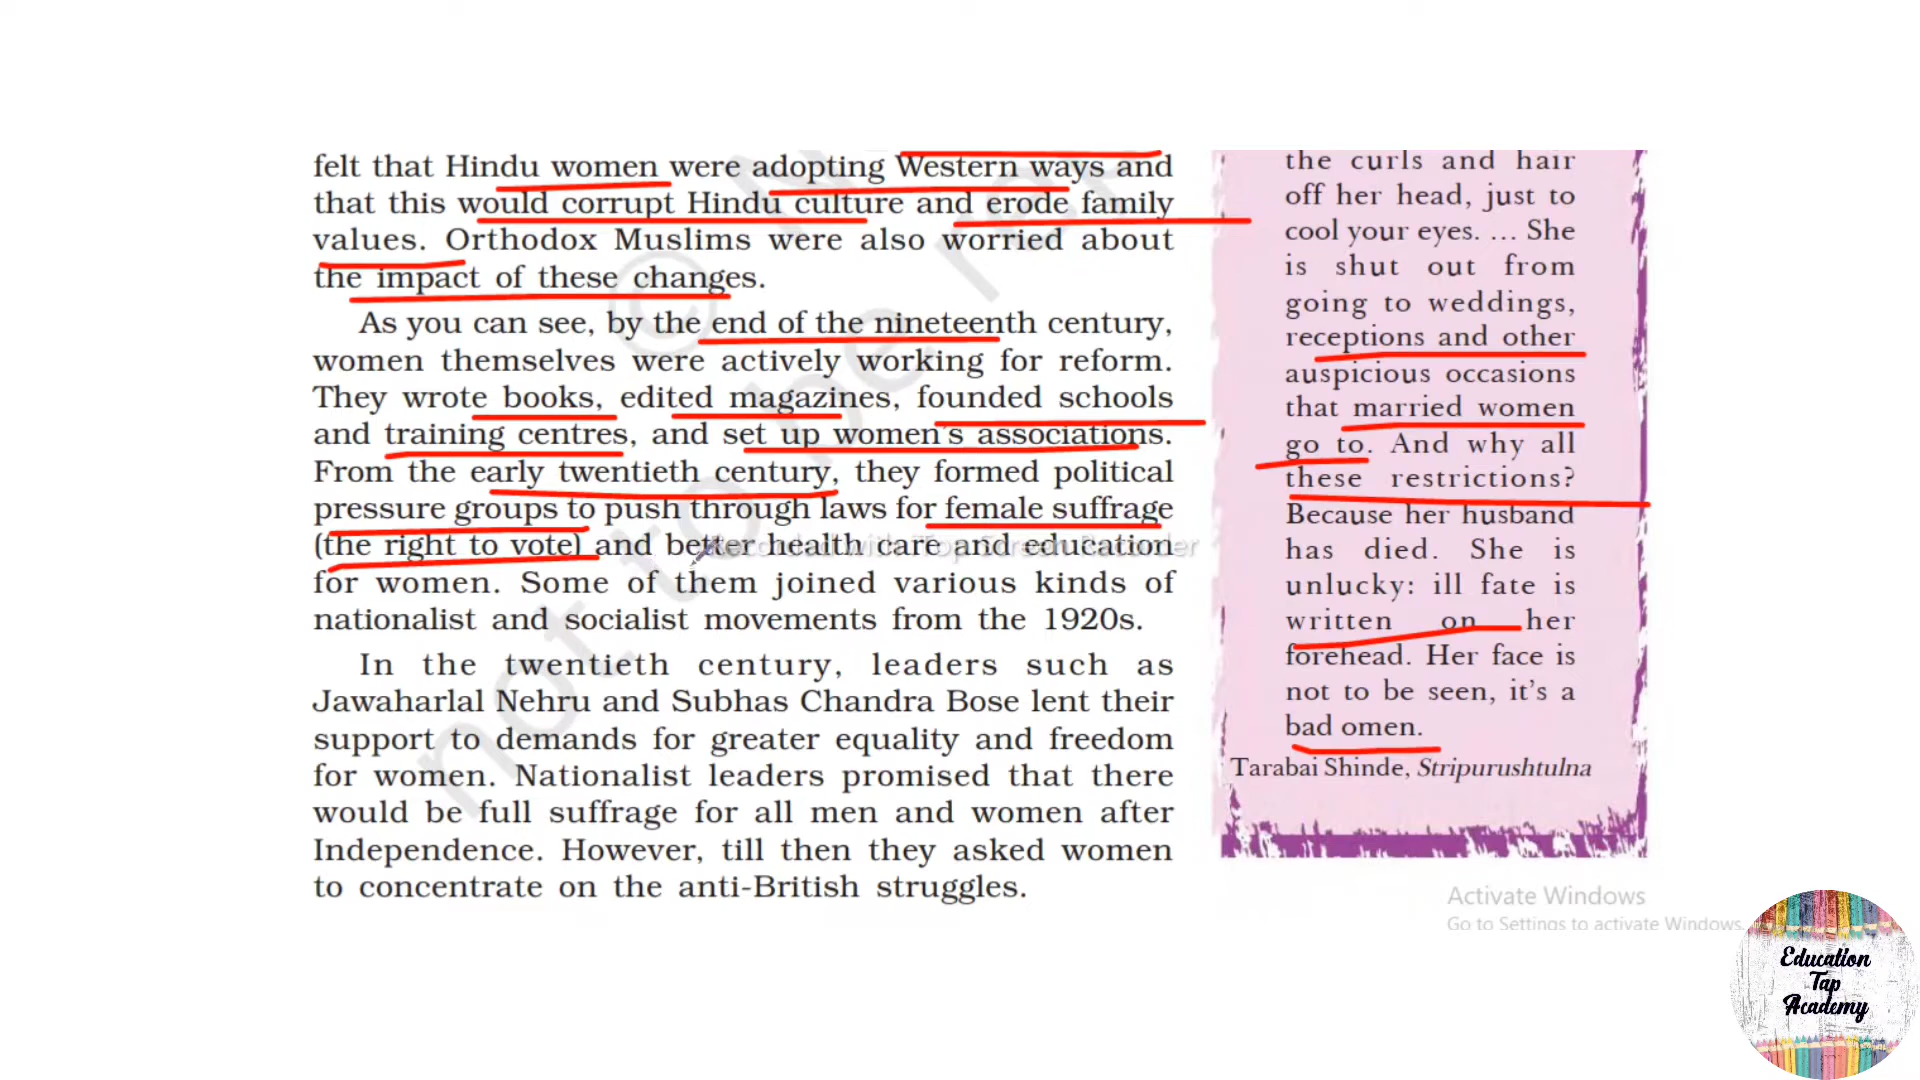 felt that Hindu women were adopting Western ways and
that this would corrupt Hindu culture and erode family
values. Orthodox Muslims were also worried about
the impact of these changes.
As you can see, by the end of the nineteenth century,
women themselves were actively working for reform.
They wrote books, edited magazines, founded schools
and training centres, and set up women's associations.
From the early twentieth century, they formed political
pressure groups to push through laws for female suffrage
(the right to vote) and better health care and education
for women. Some of them joined various kinds of
nationalist and socialist movements from the 1920s.
In the twentieth century, leaders such as
Jawaharlal Nehru and Subhas Chandra Bose lent their
support to demands for greater equality and freedom
for women. Nationalist leaders promised that there
would be full suffrage for all men and women after
Independence. However, till then they asked women
to concentrate on the anti-British struggles.
the curls and hair
off her head, just to
cool your eyes. ... She
is shut out from
going to weddings,
receptions and other
auspicious occasions
that married women
go to. And why all
these restrictions?
Because her husband
has died. She is
unlucky: ill fate is
written on her
forehead. Her face is
not to be seen, it's a
bad omen.
Tarabai Shinde, Stripurushtulna
© N
not to be re
Recorded with iTop Screen Recorder
Activate Windows
Go to Settings to activate Windows.
Education
Tap
Academy